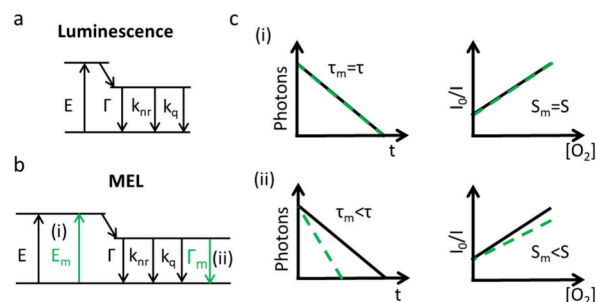 a
Luminescence
E Γ k_nr k_q
b
MEL
(i)
E E_m Γ k_nr k_q Γ_m (ii)
c
(i)
Photons
τ_m=τ
t
I_0/I
S_m=S
[O_2]
(ii)
Photons
τ_m<τ
t
I_0/I
S_m<S
[O_2]